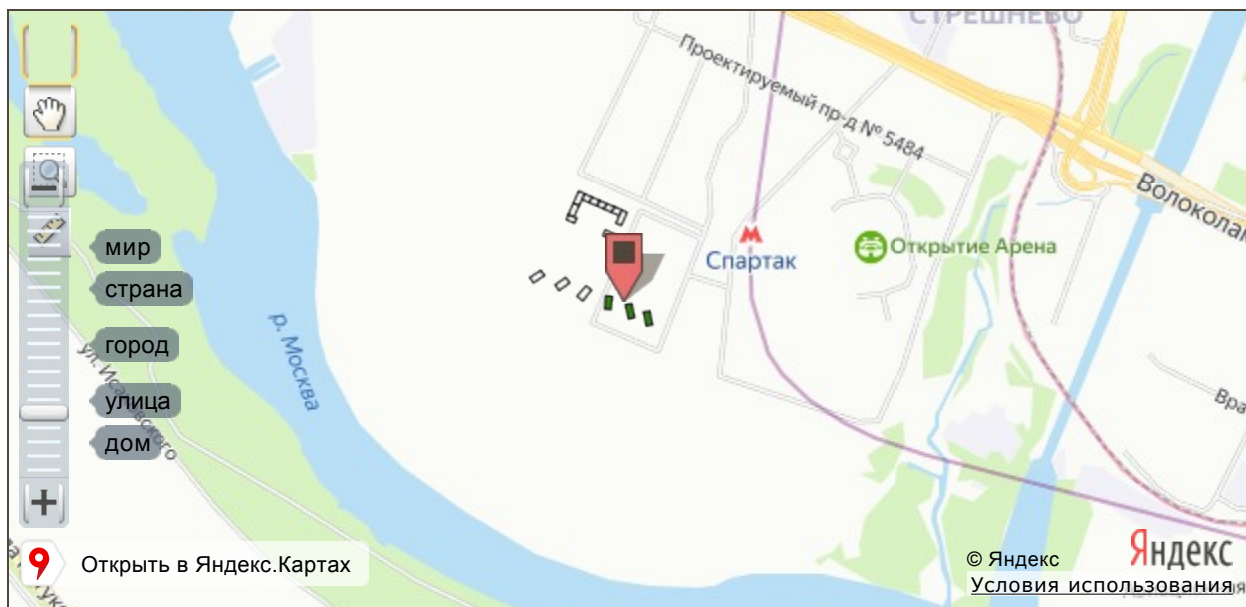 СТРЕШНЕВО
Проектируемый пр-д № 5484
Волоколам
Открытие Арена
Спартак
мир
страна
город
улица
дом
р. Москва
ул. Исаковского
Вра
Открыть в Яндекс.Картах
© Яндекс
Яндекс
Условия использования